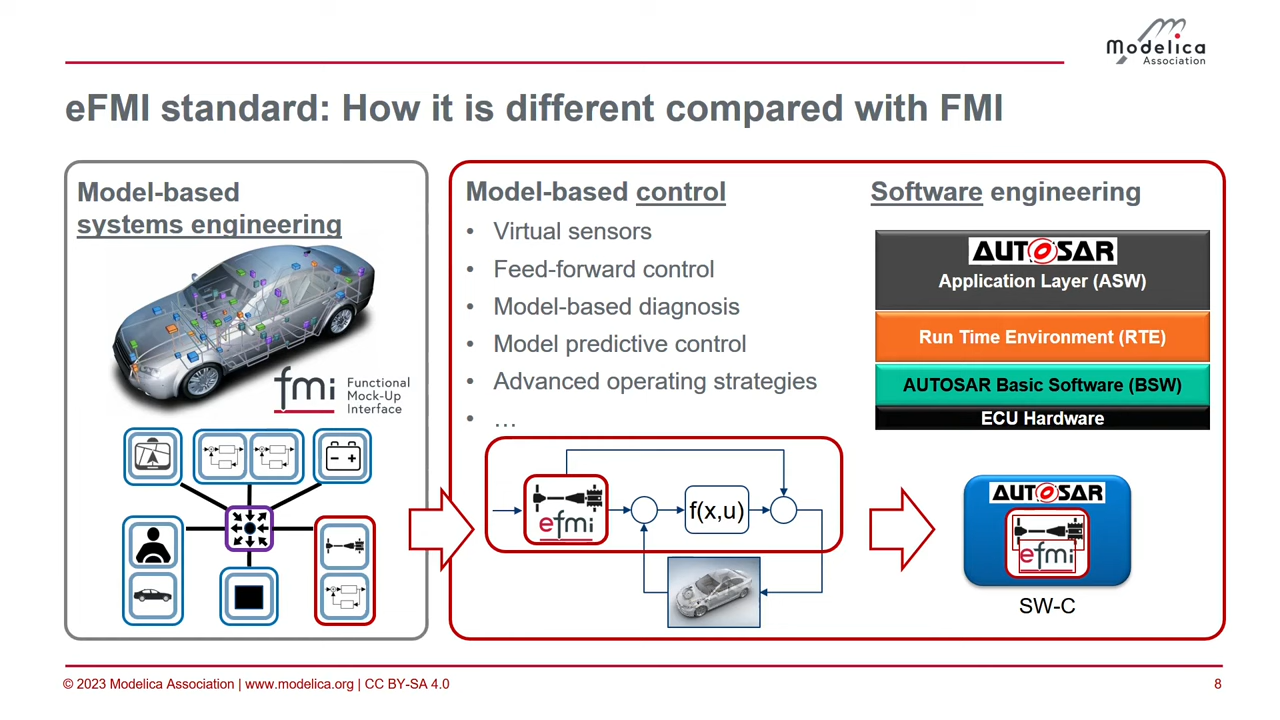 Modelica
Association
eFMI standard: How it is different compared with FMI
Model-based
systems engineering
fmi
Functional
Mock-Up
Interface
Model-based control
• Virtual sensors
• Feed-forward control
• Model-based diagnosis
• Model predictive control
• Advanced operating strategies
• …
efmi
f(x,u)
Software engineering
AUTOSAR
Application Layer (ASW)
Run Time Environment (RTE)
AUTOSAR Basic Software (BSW)
ECU Hardware
AUTOSAR
efmi
SW-C
© 2023 Modelica Association | www.modelica.org | CC BY-SA 4.0
8